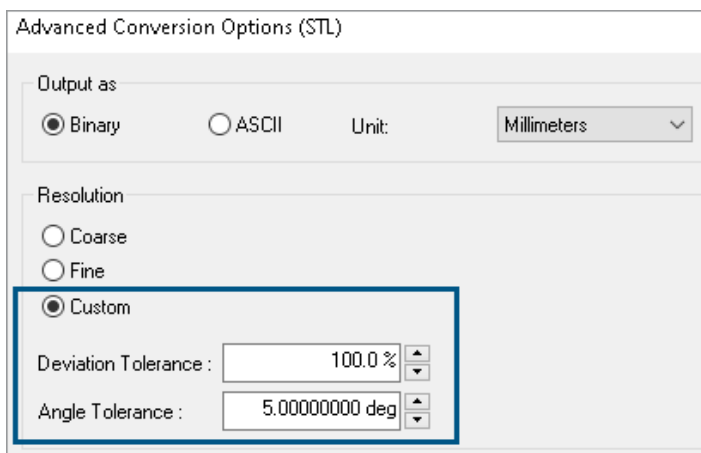 Advanced Conversion Options (STL)
Output as
Binary ASCII Unit: Millimeters
Resolution
Coarse
Fine
Custom
Deviation Tolerance : 100.0 %
Angle Tolerance : 5.00000000 deg